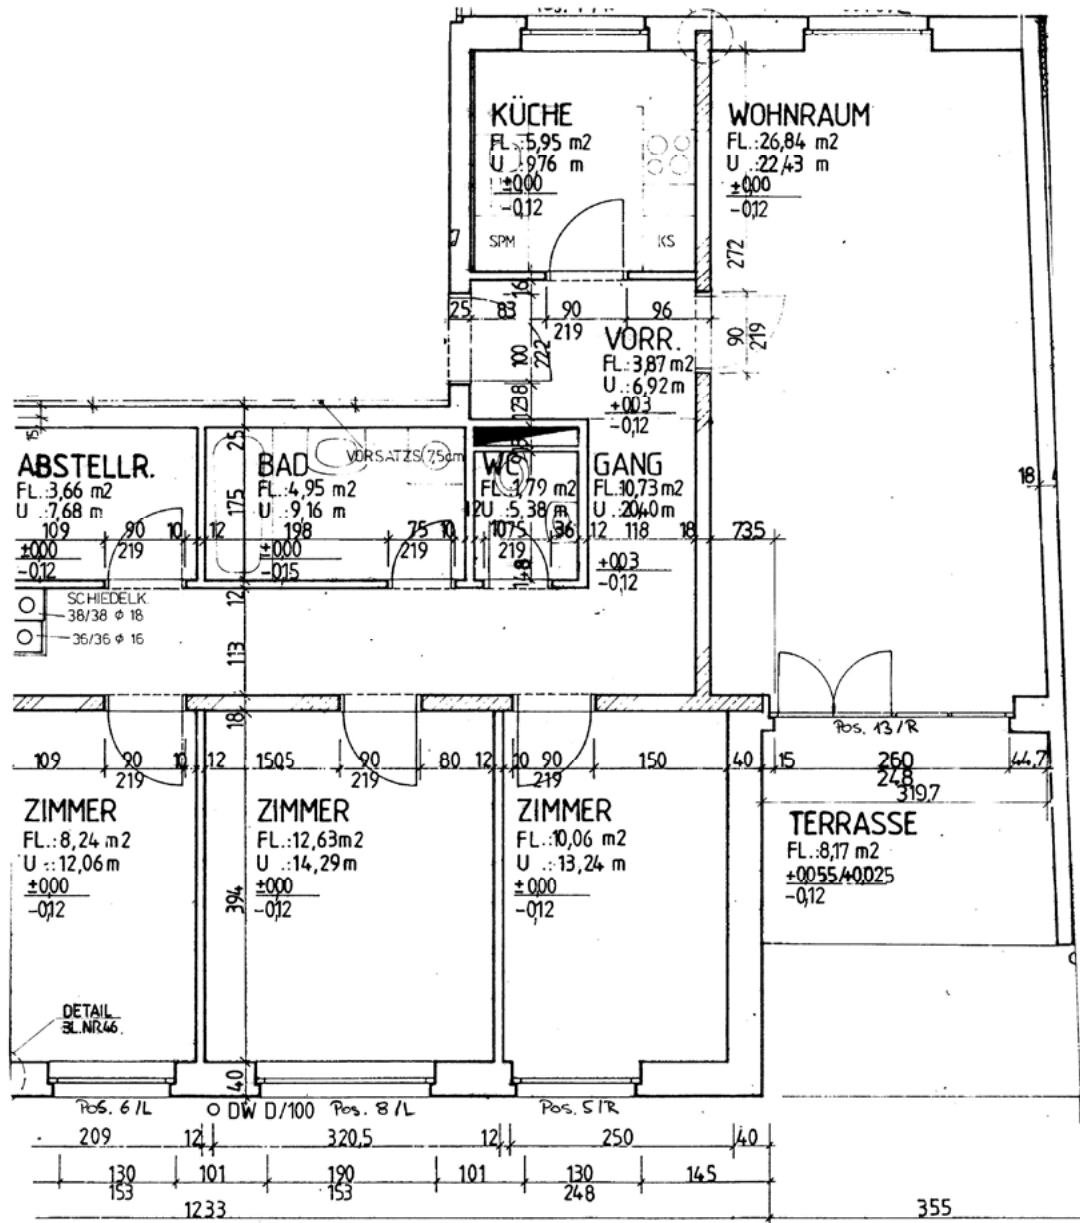 KÜCHE
FL.:5,95 m2
U .:9,76 m
±0,00
-0,12
SPM
KS
WOHNRAUM
FL.:26,84 m2
U .:22,43 m
±0,00
-0,12
272
16
25 83 90 96
219
90
219
100
222
VORR.
FL.:3,87 m2
U .:6,92 m
+0,03
-0,12
38
12
15
25
VORSATZS. 7,5cm
ABSTELLR.
FL.:3,66 m2
U .:7,68 m
±0,00
-0,12
BAD
FL.:4,95 m2
U .:9,16 m
±0,00
-0,15
175
WC
FL.:1,79 m2
U .:5,38 m
GANG
FL.:10,73 m2
U .:20,40 m
+0,03
-0,12
18
109 90 10 12 198 75 10 12 10 75 36 12 118 18 73,5
219 219 219
148
SCHIEDELK.
38/38 ϕ 18
36/36 ϕ 16
12
113
18
Pos. 13/R
109 90 10 12 150,5 90 80 12 10 90 150 40 15 260 44,7
219 219 219 248
319,7
ZIMMER
FL.:8,24 m2
U .:12,06 m
±0,00
-0,12
ZIMMER
FL.:12,63 m2
U .:14,29 m
±0,00
-0,12
394
ZIMMER
FL.:10,06 m2
U .:13,24 m
±0,00
-0,12
TERRASSE
FL.:8,17 m2
-0,12
DETAIL
BL.NR.46.
40
Pos. 6/L
DW D/100
Pos. 8/L
Pos. 5/R
209 12 320,5 12 250 40
130 101 190 101 130 145
153 153 248
1233 355